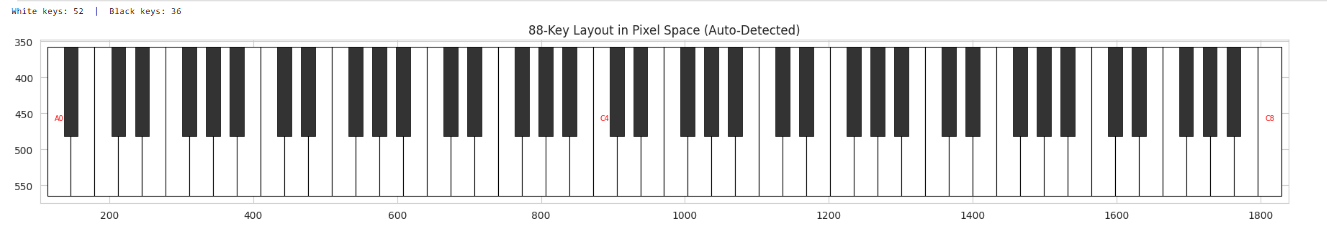 White keys: 52 | Black keys: 36
88-Key Layout in Pixel Space (Auto-Detected)
350
400
450
500
550
A0
C4
C8
200 400 600 800 1000 1200 1400 1600 1800